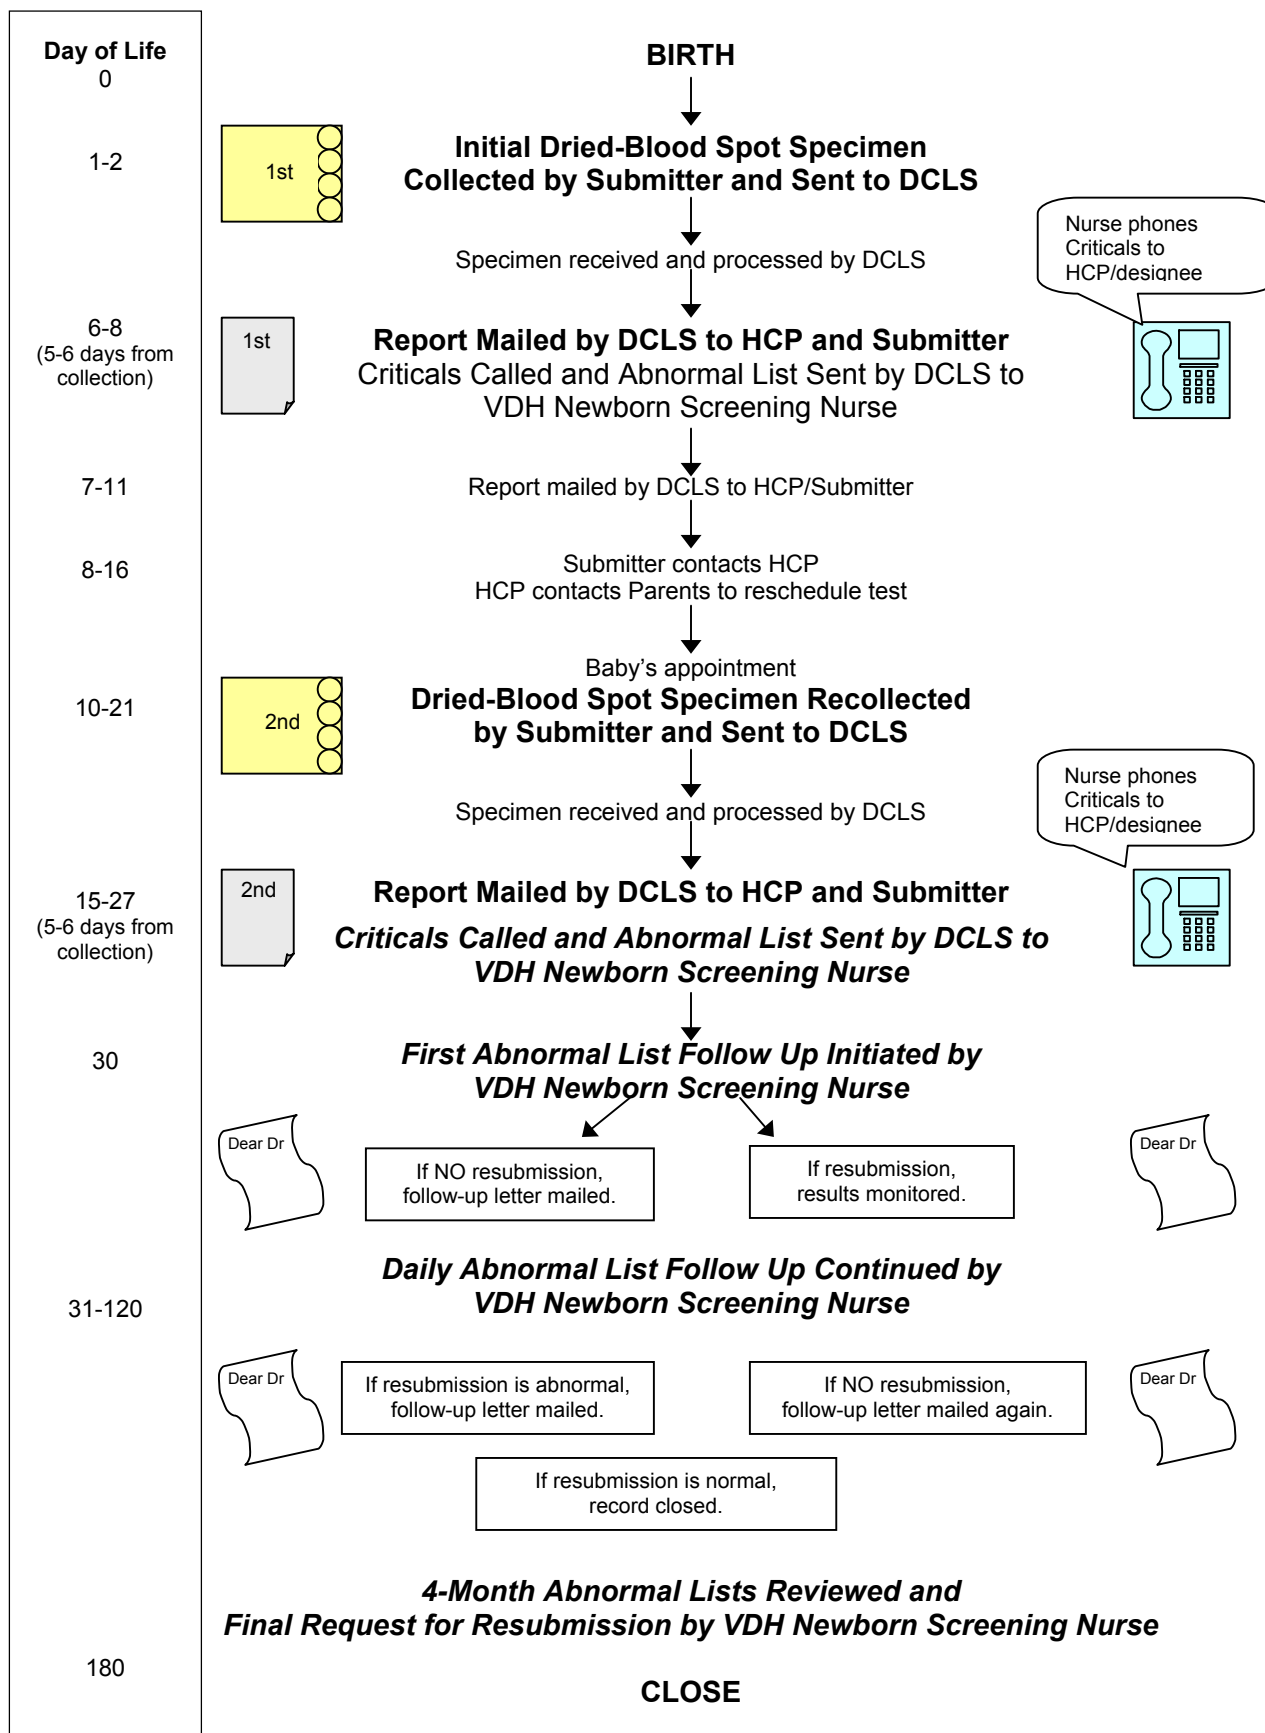 Day of Life
0
BIRTH
1-2
1st
Initial Dried-Blood Spot Specimen
Collected by Submitter and Sent to DCLS
Specimen received and processed by DCLS
Nurse phones
Criticals to
HCP/designee
6-8
(5-6 days from
collection)
1st
Report Mailed by DCLS to HCP and Submitter
Criticals Called and Abnormal List Sent by DCLS to
VDH Newborn Screening Nurse
7-11
Report mailed by DCLS to HCP/Submitter
8-16
Submitter contacts HCP
HCP contacts Parents to reschedule test
Baby’s appointment
10-21
2nd
Dried-Blood Spot Specimen Recollected
by Submitter and Sent to DCLS
Specimen received and processed by DCLS
Nurse phones
Criticals to
HCP/designee
15-27
(5-6 days from
collection)
2nd
Report Mailed by DCLS to HCP and Submitter
Criticals Called and Abnormal List Sent by DCLS to
VDH Newborn Screening Nurse
30
First Abnormal List Follow Up Initiated by
VDH Newborn Screening Nurse
Dear Dr
If NO resubmission,
follow-up letter mailed.
If resubmission,
results monitored.
Dear Dr
31-120
Daily Abnormal List Follow Up Continued by
VDH Newborn Screening Nurse
Dear Dr
If resubmission is abnormal,
follow-up letter mailed.
If NO resubmission,
follow-up letter mailed again.
Dear Dr
If resubmission is normal,
record closed.
4-Month Abnormal Lists Reviewed and
Final Request for Resubmission by VDH Newborn Screening Nurse
180
CLOSE